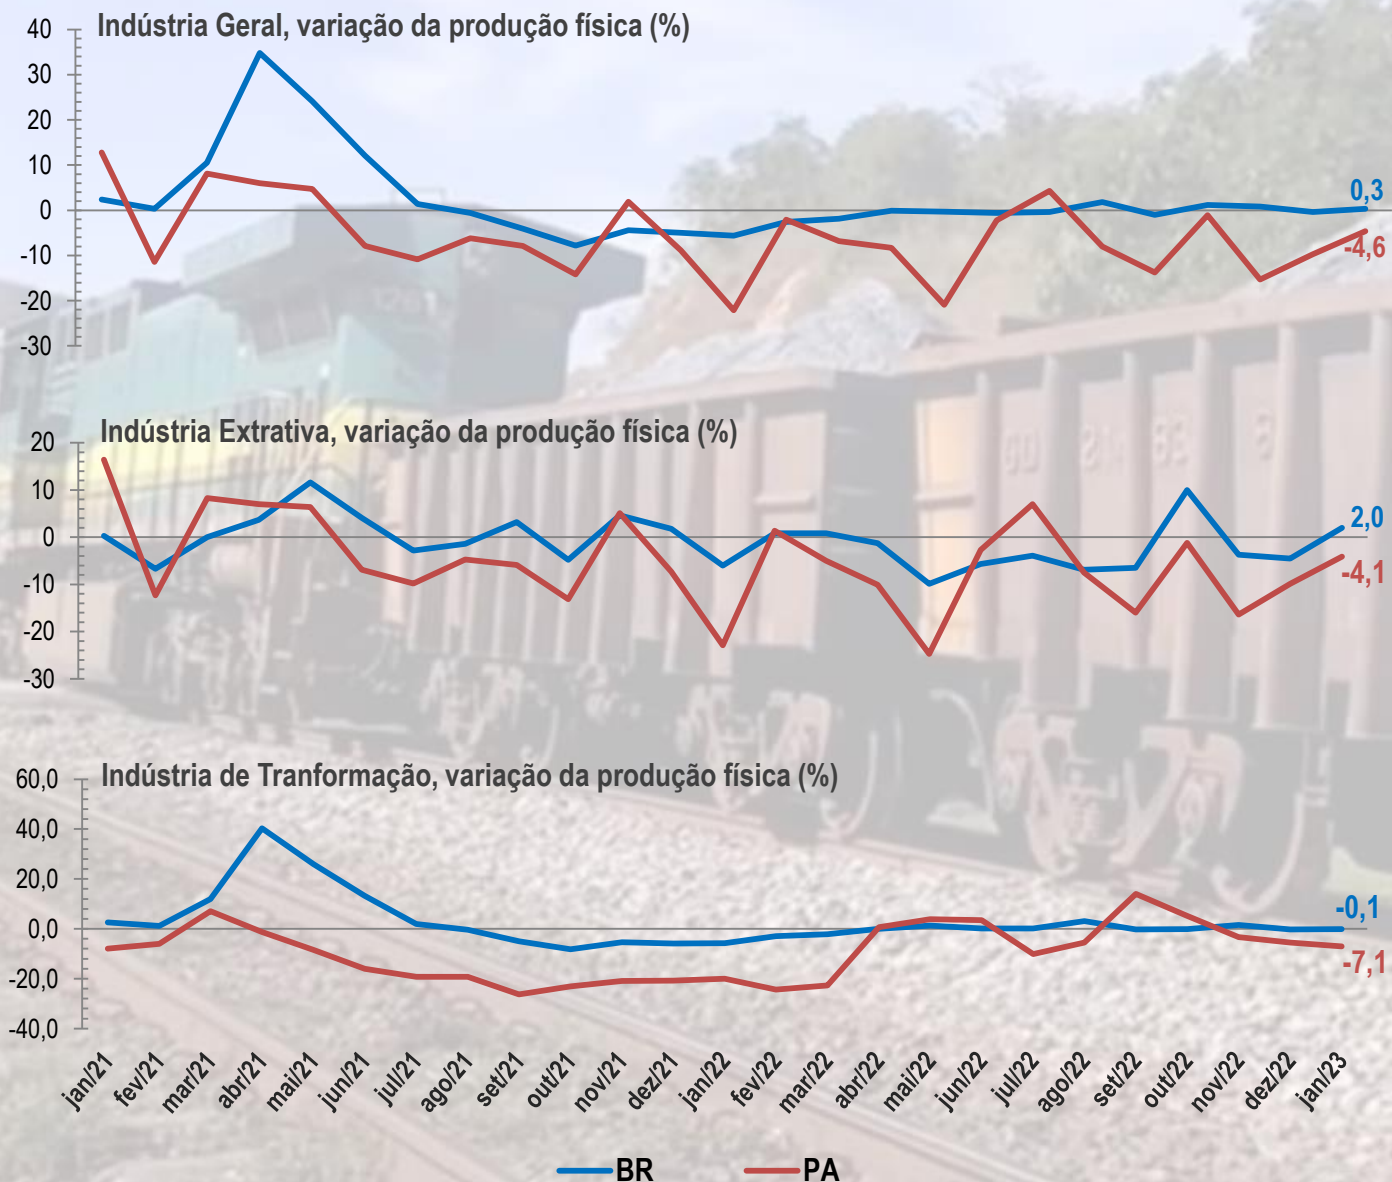 Indústria Geral, variação da produção física (%)
40
30
20
10
0
-10
-20
-30
0,3
-4,6
Indústria Extrativa, variação da produção física (%)
20
10
0
-10
-20
-30
2,0
-4,1
Indústria de Tranformação, variação da produção física (%)
60,0
40,0
20,0
0,0
-20,0
-40,0
-0,1
-7,1
jan/21
fev/21
mar/21
abr/21
mai/21
jun/21
jul/21
ago/21
set/21
out/21
nov/21
dez/21
jan/22
fev/22
mar/22
abr/22
mai/22
jun/22
jul/22
ago/22
set/22
out/22
nov/22
dez/22
jan/23
BR
PA